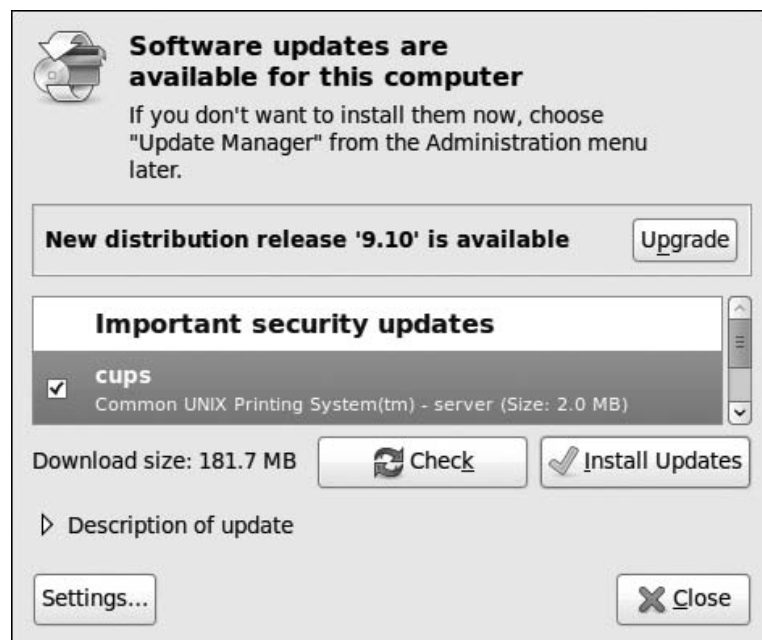 Software updates are
available for this computer
If you don't want to install them now, choose
"Update Manager" from the Administration menu
later.
New distribution release '9.10' is available
Upgrade
Important security updates
cups
Common UNIX Printing System(tm) - server (Size: 2.0 MB)
Download size: 181.7 MB
Check
Install Updates
Description of update
Settings...
Close